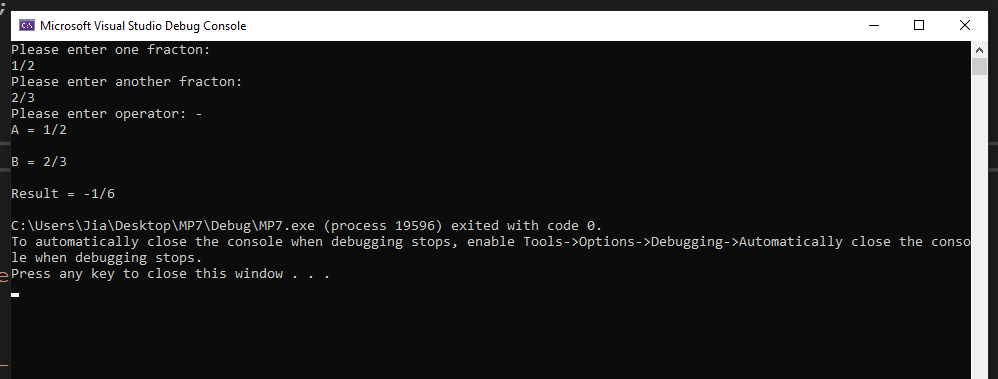 ;
C:\ Microsoft Visual Studio Debug Console
Please enter one fracton:
1/2
Please enter another fracton:
2/3
Please enter operator: -
A = 1/2
B = 2/3
Result = -1/6
C:\Users\Jia\Desktop\MP7\Debug\MP7.exe (process 19596) exited with code 0.
To automatically close the console when debugging stops, enable Tools->Options->Debugging->Automatically close the conso
le when debugging stops.
e
Press any key to close this window . . .